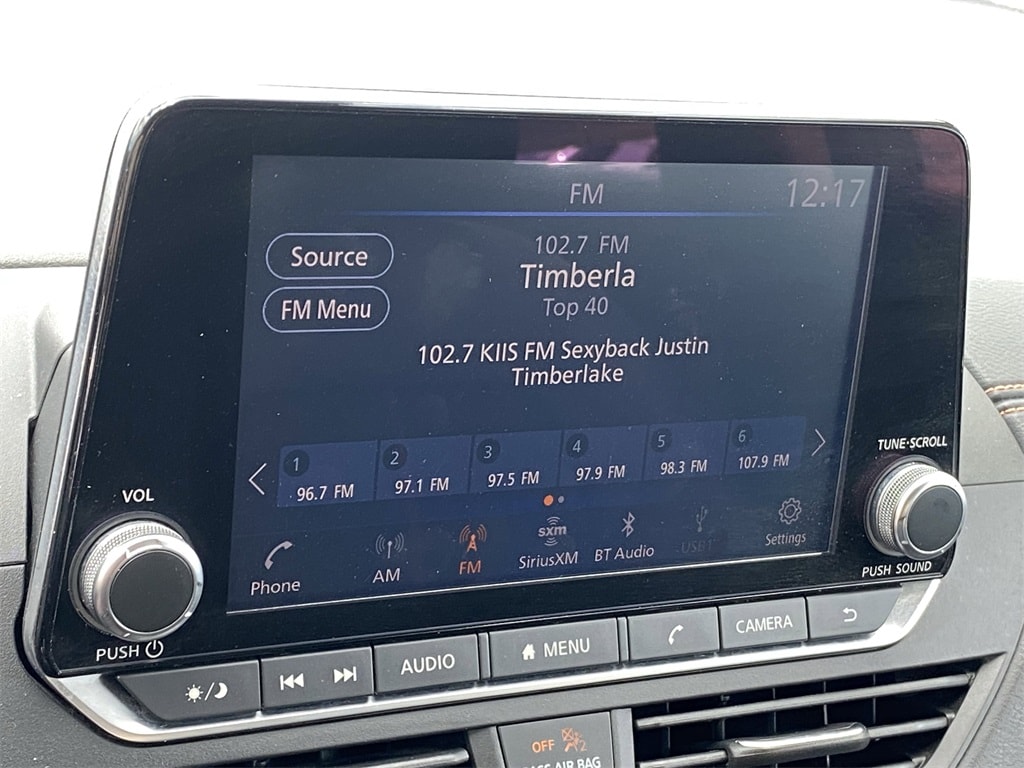 FM
12:17
Source
FM Menu
102.7 FM
Timberla
Top 40
102.7 KIIS FM Sexyback Justin
Timberlake
1
96.7 FM
2
97.1 FM
3
97.5 FM
4
97.9 FM
5
98.3 FM
6
107.9 FM
Phone
AM
FM
sxm
SiriusXM
BT Audio
Settings
VOL
PUSH
TUNE·SCROLL
PUSH SOUND
AUDIO
MENU
CAMERA
OFF
2
AIR BAG